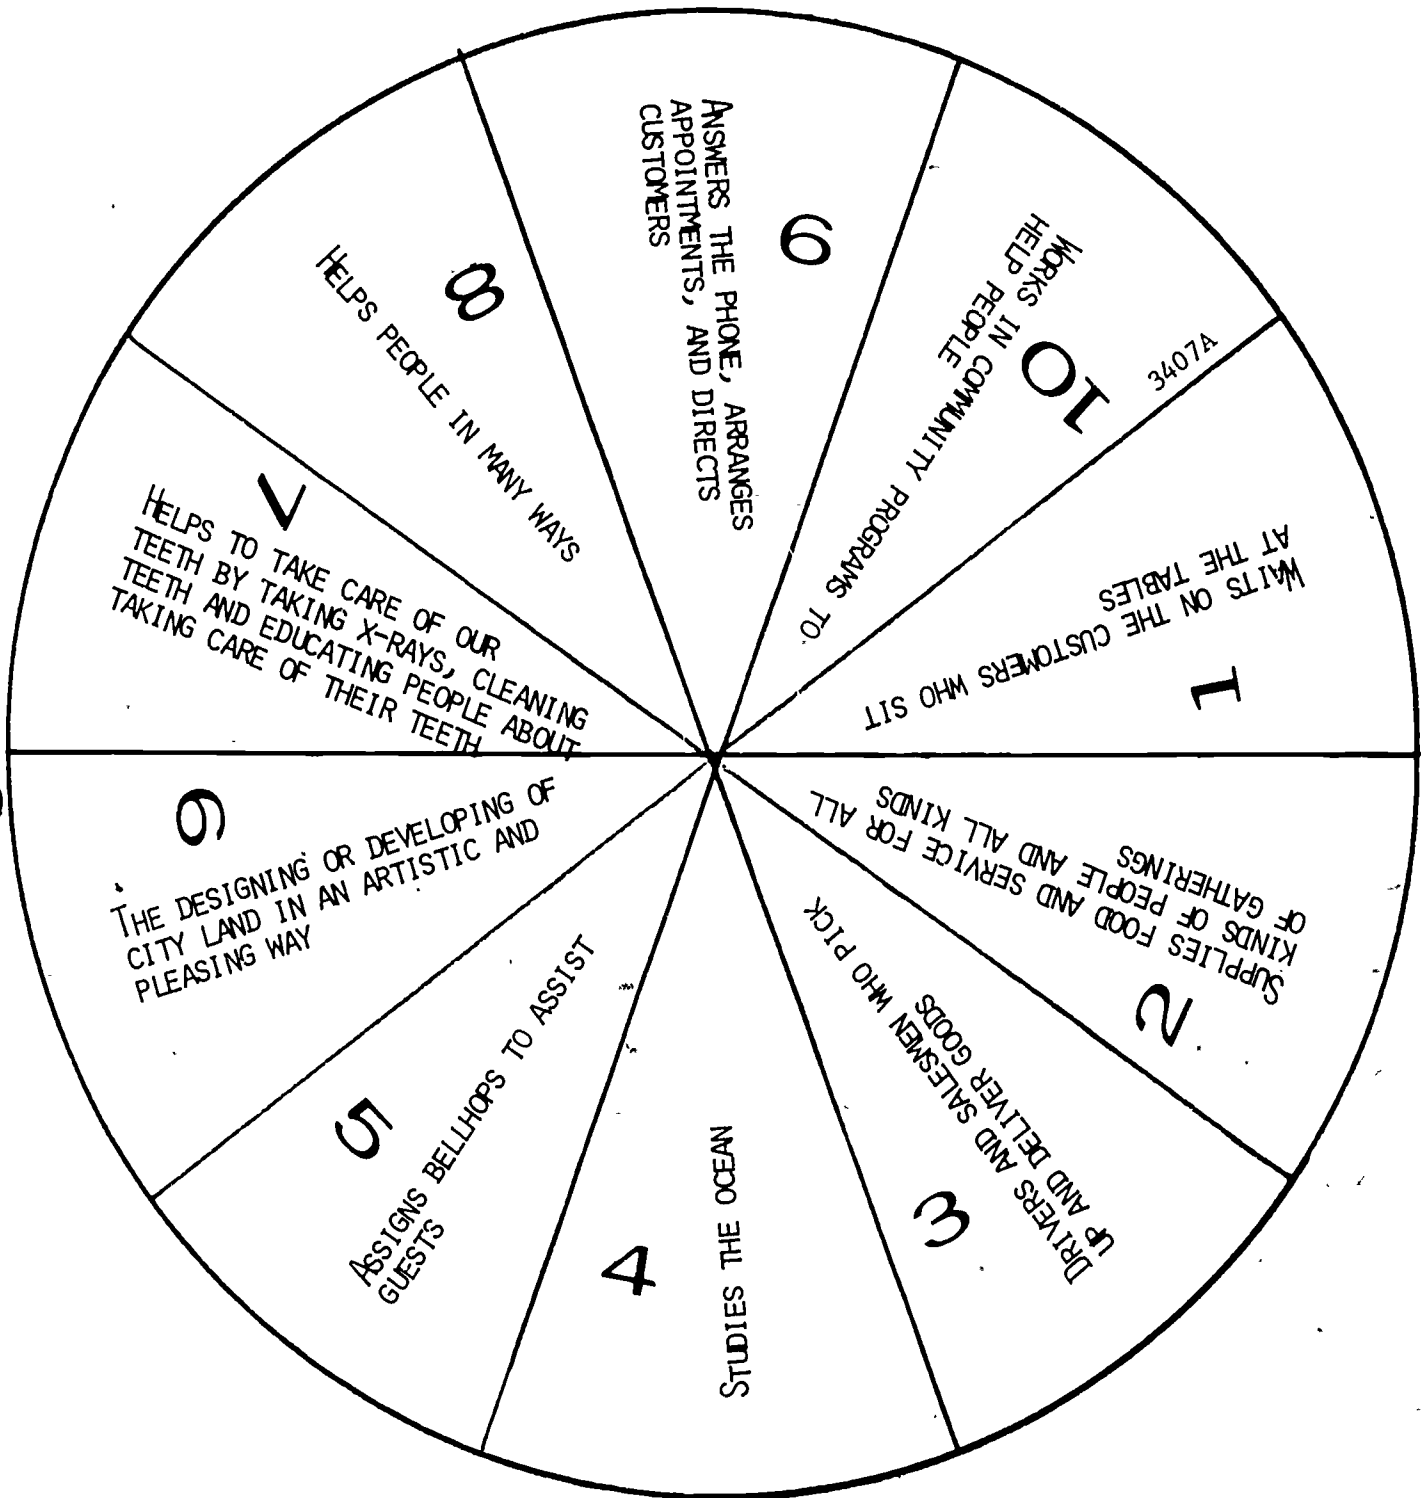 1
WAITS ON THE CUSTOMERS WHO SIT
AT THE TABLES
2
SUPPLIES FOOD AND SERVICE FOR ALL
KINDS OF PEOPLE AND ALL KINDS
OF GATHERINGS
3
DRIVERS AND SALESMEN WHO PICK
UP AND DELIVER GOODS
4
STUDIES THE OCEAN
5
ASSIGNS BELLHOPS TO ASSIST
GUESTS
6
THE DESIGNING OR DEVELOPING OF
CITY LAND IN AN ARTISTIC AND
PLEASING WAY
7
HELPS TO TAKE CARE OF OUR
TEETH BY TAKING X-RAYS, CLEANING
TEETH AND EDUCATING PEOPLE ABOUT
TAKING CARE OF THEIR TEETH
8
HELPS PEOPLE IN MANY WAYS
9
ANSWERS THE PHONE, ARRANGES
APPOINTMENTS, AND DIRECTS
CUSTOMERS
10
WORKS IN COMMUNITY PROGRAMS TO
HELP PEOPLE
3407A